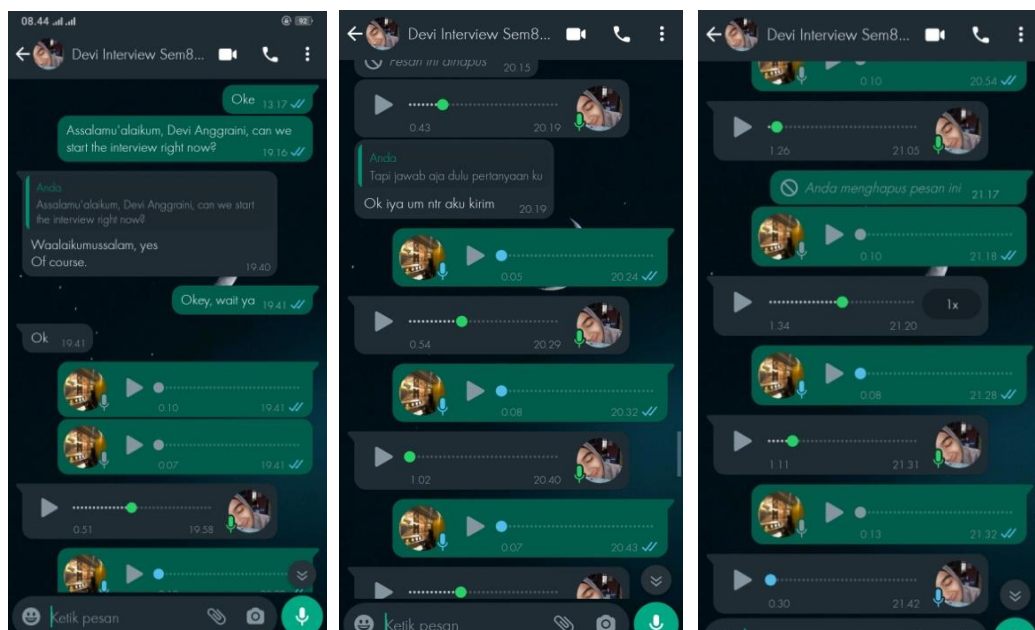 08.44
92
Devi Interview Sem8...
Oke 13.17
Assalamu'alaikum, Devi Anggraini, can we
start the interview right now? 19.16
Anda
Assalamu'alaikum, Devi Anggraini, can we start
the interview right now?
Waalaikumussalam, yes
Of course. 19.40
Okey, wait ya 19.41
Ok 19.41
0.10 19.41
0.07 19.41
0.51 19.58
Ketik pesan
Devi Interview Sem8...
Pesan ini dihapus 20.15
0.43 20.19
Anda
Tapi jawab aja dulu pertanyaan ku
Ok iya um ntr aku kirim 20.19
0.05 20.24
0.54 20.29
0.08 20.32
1.02 20.40
0.07 20.43
Ketik pesan
Devi Interview Sem8...
0.10 20.54
1.26 21.05
Anda menghapus pesan ini 21.17
0.10 21.18
1x
1.34 21.20
0.08 21.28
1.11 21.31
0.13 21.32
0.30 21.42